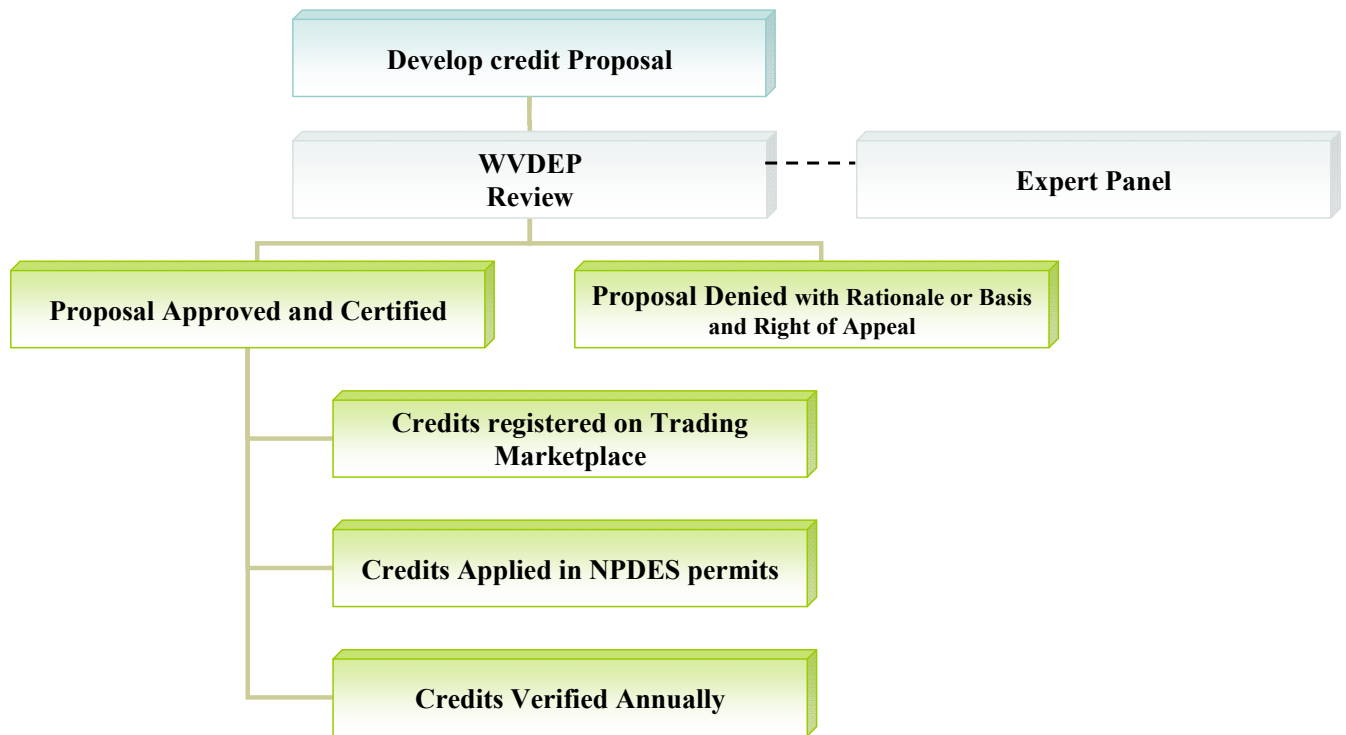 Develop credit Proposal
WVDEP
Review
Expert Panel
Proposal Approved and Certified
Proposal Denied with Rationale or Basis
and Right of Appeal
Credits registered on Trading
Marketplace
Credits Applied in NPDES permits
Credits Verified Annually